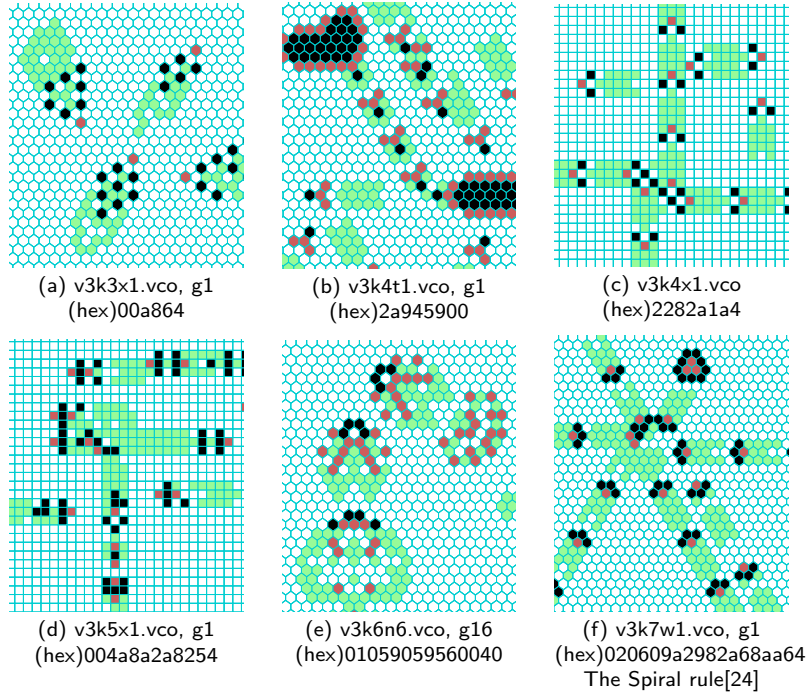 (a) v3k3x1.vco, g1
(hex)00a864
(b) v3k4t1.vco, g1
(hex)2a945900
(c) v3k4x1.vco
(hex)2282a1a4
(d) v3k5x1.vco, g1
(hex)004a8a2a8254
(e) v3k6n6.vco, g16
(hex)01059059560040
(f) v3k7w1.vco, g1
(hex)020609a2982a68aa64
The Spiral rule[24]